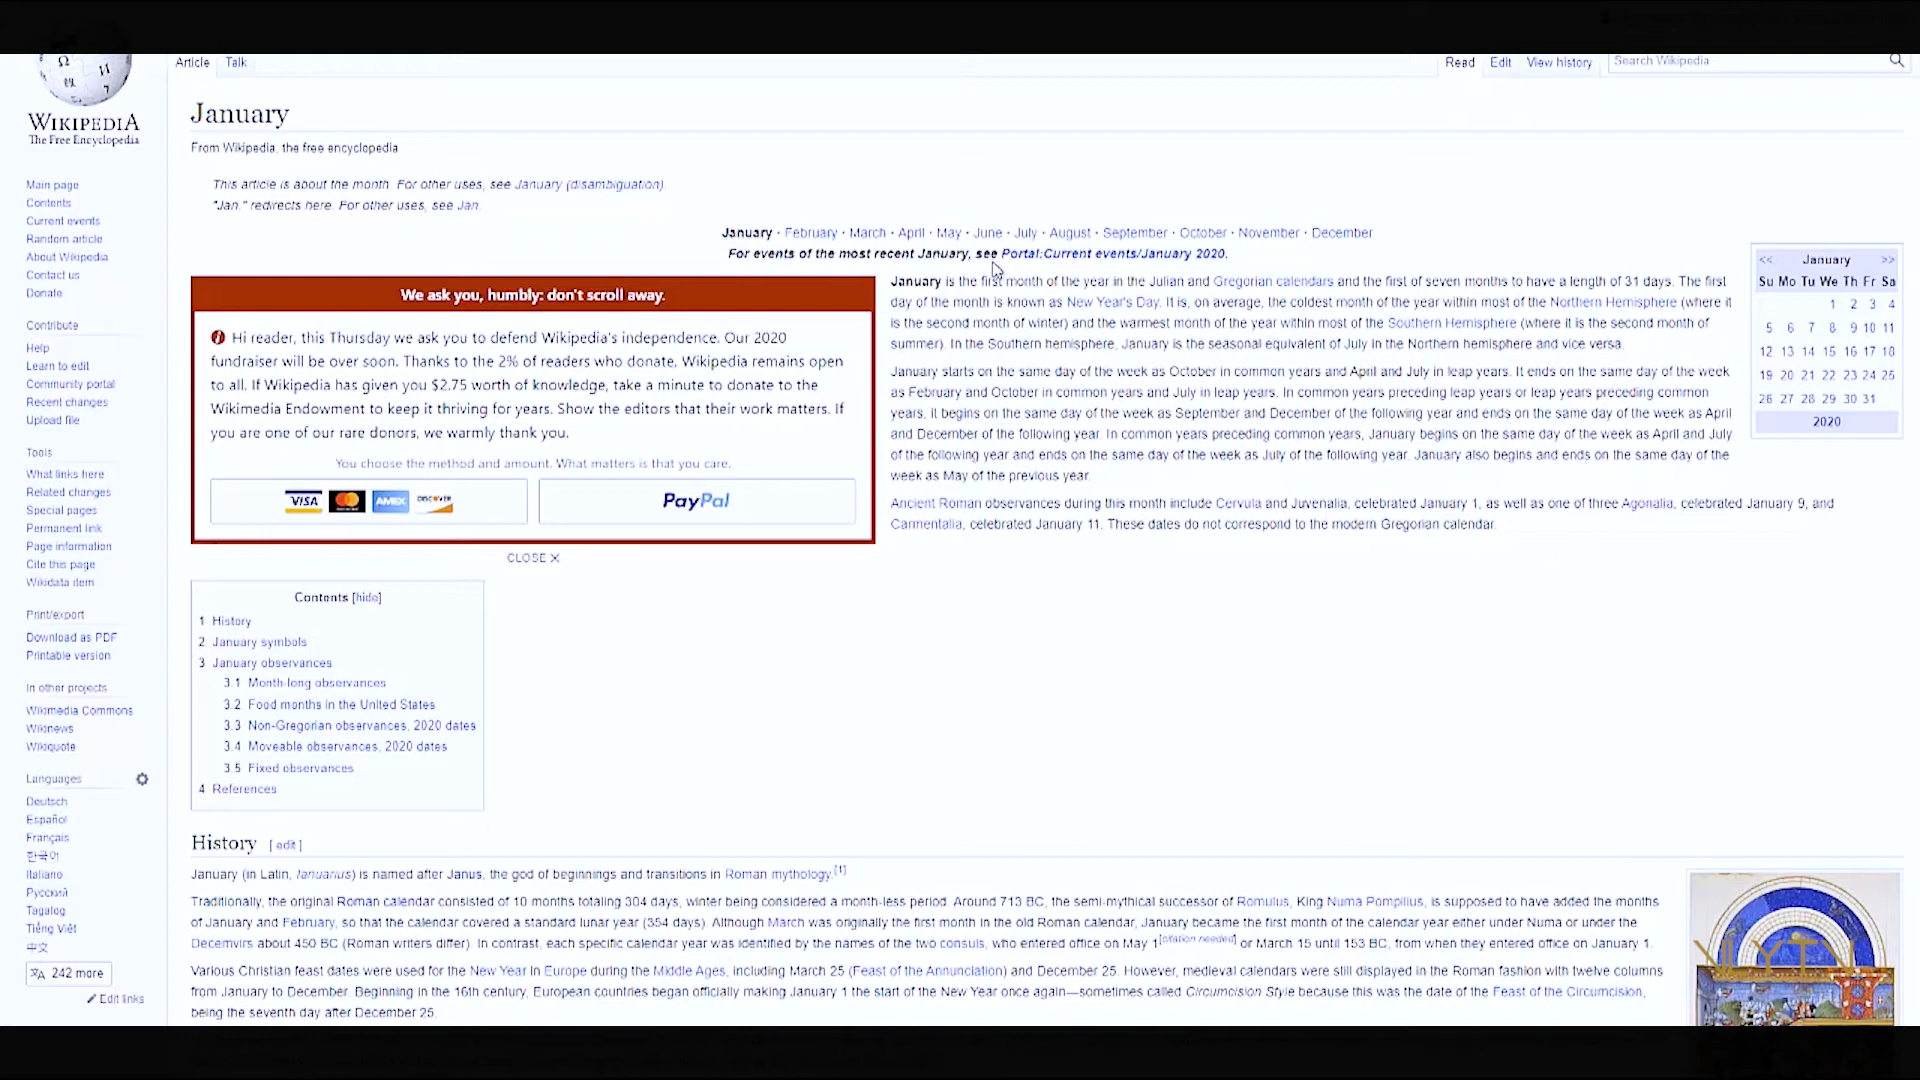 Article Talk Read Edit View history Search Wikipedia
WIKIPEDIA
The Free Encyclopedia
Main page
Contents
Current events
Random article
About Wikipedia
Contact us
Donate
Contribute
Help
Learn to edit
Community portal
Recent changes
Upload file
Tools
What links here
Related changes
Special pages
Permanent link
Page information
Cite this page
Wikidata item
Print/export
Download as PDF
Printable version
In other projects
Wikimedia Commons
Wikinews
Wikiquote
Languages
Deutsch
Español
Français
한국어
Italiano
Русский
Tagalog
Tiếng Việt
中文
242 more
Edit links
January
From Wikipedia, the free encyclopedia
This article is about the month. For other uses, see January (disambiguation).
"Jan." redirects here. For other uses, see Jan.
January · February · March · April · May · June · July · August · September · October · November · December
For events of the most recent January, see Portal:Current events/January 2020.
We ask you, humbly: don't scroll away.
Hi reader, this Thursday we ask you to defend Wikipedia's independence. Our 2020
fundraiser will be over soon. Thanks to the 2% of readers who donate, Wikipedia remains open
to all. If Wikipedia has given you $2.75 worth of knowledge, take a minute to donate to the
Wikimedia Endowment to keep it thriving for years. Show the editors that their work matters. If
you are one of our rare donors, we warmly thank you.
You choose the method and amount. What matters is that you care.
VISA AMEX DISCOVER PayPal
CLOSE X
January is the first month of the year in the Julian and Gregorian calendars and the first of seven months to have a length of 31 days. The first
day of the month is known as New Year's Day. It is, on average, the coldest month of the year within most of the Northern Hemisphere (where it
is the second month of winter) and the warmest month of the year within most of the Southern Hemisphere (where it is the second month of
summer). In the Southern hemisphere, January is the seasonal equivalent of July in the Northern hemisphere and vice versa.
January starts on the same day of the week as October in common years and April and July in leap years. It ends on the same day of the week
as February and October in common years and July in leap years. In common years preceding leap years or leap years preceding common
years, it begins on the same day of the week as September and December of the following year and ends on the same day of the week as April
and December of the following year. In common years preceding common years, January begins on the same day of the week as April and July
of the following year and ends on the same day of the week as July of the following year. January also begins and ends on the same day of the
week as May of the previous year.
Ancient Roman observances during this month include Cervula and Juvenalia, celebrated January 1, as well as one of three Agonalia, celebrated January 9, and
Carmentalia, celebrated January 11. These dates do not correspond to the modern Gregorian calendar.
<< January >>
Su Mo Tu We Th Fr Sa
1 2 3 4
5 6 7 8 9 10 11
12 13 14 15 16 17 18
19 20 21 22 23 24 25
26 27 28 29 30 31
2020
Contents [hide]
1 History
2 January symbols
3 January observances
3.1 Month-long observances
3.2 Food months in the United States
3.3 Non-Gregorian observances, 2020 dates
3.4 Moveable observances, 2020 dates
3.5 Fixed observances
4 References
History [ edit ]
January (in Latin, Ianuarius) is named after Janus, the god of beginnings and transitions in Roman mythology.[1]
Traditionally, the original Roman calendar consisted of 10 months totaling 304 days, winter being considered a month-less period. Around 713 BC, the semi-mythical successor of Romulus, King Numa Pompilius, is supposed to have added the months
of January and February, so that the calendar covered a standard lunar year (354 days). Although March was originally the first month in the old Roman calendar, January became the first month of the calendar year either under Numa or under the
Decemvirs about 450 BC (Roman writers differ). In contrast, each specific calendar year was identified by the names of the two consuls, who entered office on May 1[citation needed] or March 15 until 153 BC, from when they entered office on January 1.
Various Christian feast dates were used for the New Year in Europe during the Middle Ages, including March 25 (Feast of the Annunciation) and December 25. However, medieval calendars were still displayed in the Roman fashion with twelve columns
from January to December. Beginning in the 16th century, European countries began officially making January 1 the start of the New Year once again—sometimes called Circumcision Style because this was the date of the Feast of the Circumcision,
being the seventh day after December 25.